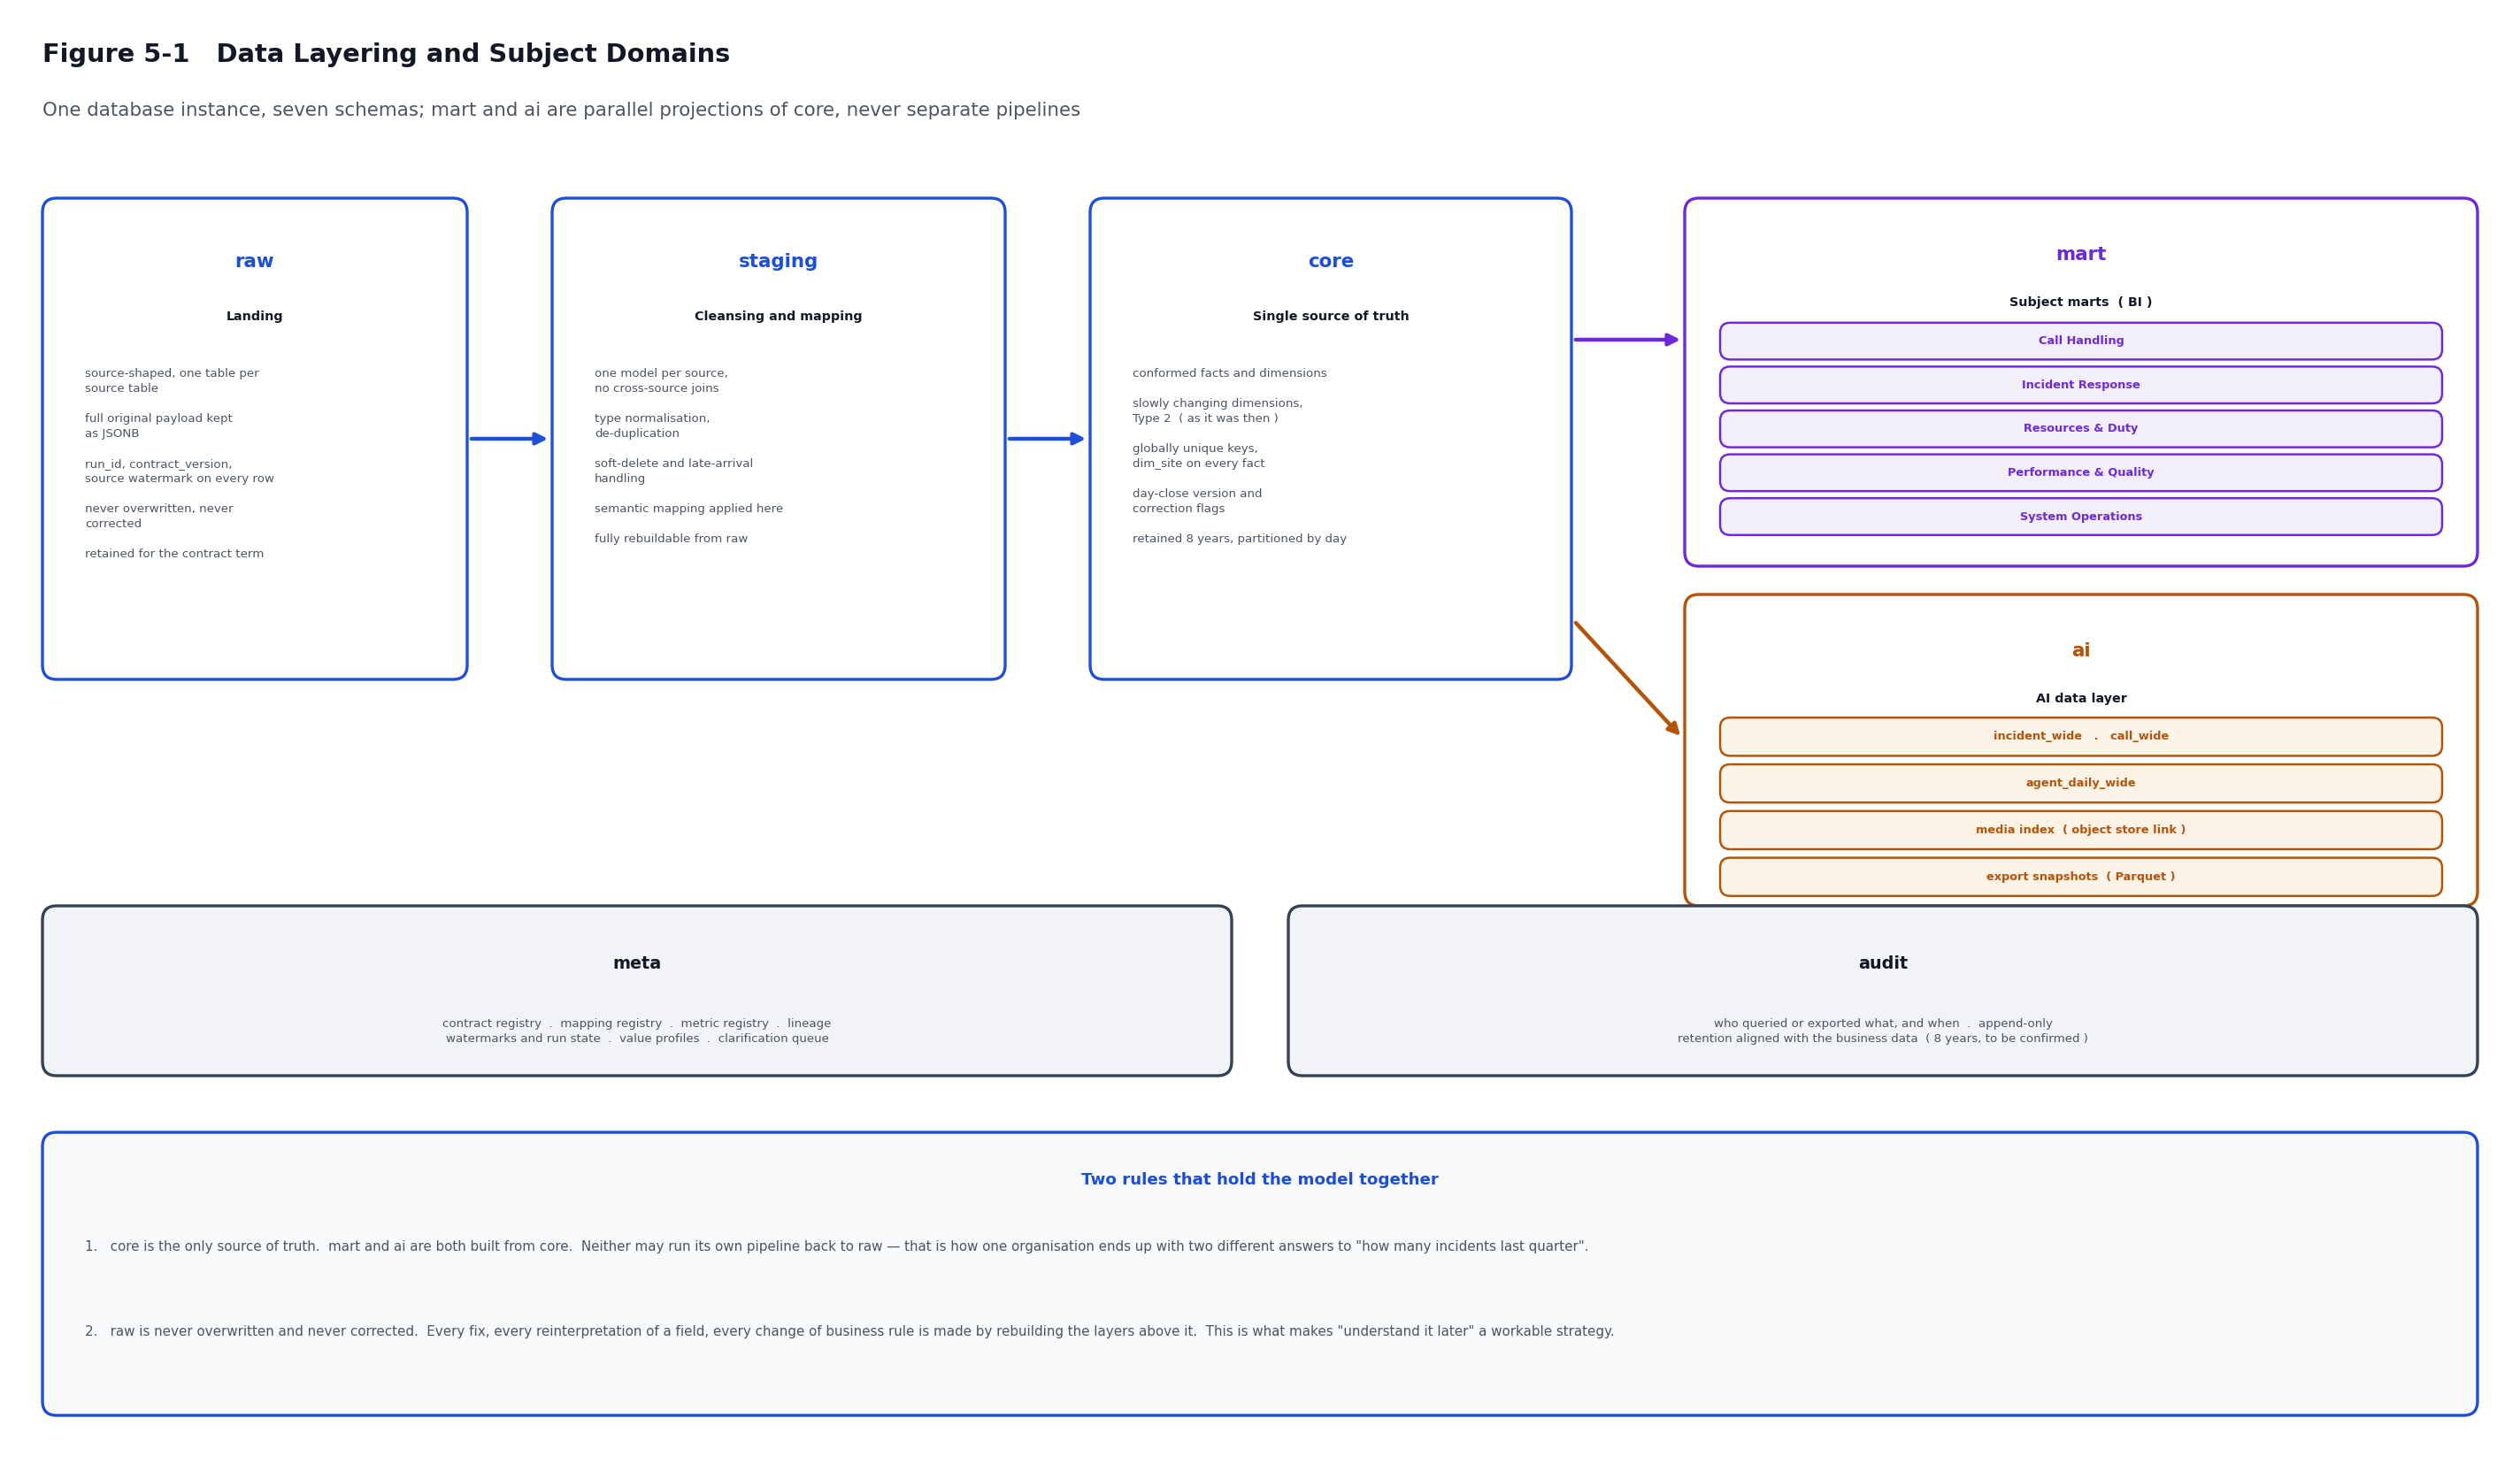 Figure 5-1   Data Layering and Subject Domains
One database instance, seven schemas; mart and ai are parallel projections of core, never separate pipelines
raw
Landing
source-shaped, one table per
source table
full original payload kept
as JSONB
run_id, contract_version,
source watermark on every row
never overwritten, never
corrected
retained for the contract term
staging
Cleansing and mapping
one model per source,
no cross-source joins
type normalisation,
de-duplication
soft-delete and late-arrival
handling
semantic mapping applied here
fully rebuildable from raw
core
Single source of truth
conformed facts and dimensions
slowly changing dimensions,
Type 2  ( as it was then )
globally unique keys,
dim_site on every fact
day-close version and
correction flags
retained 8 years, partitioned by day
mart
Subject marts  ( BI )
Call Handling
Incident Response
Resources & Duty
Performance & Quality
System Operations
ai
AI data layer
incident_wide   .   call_wide
agent_daily_wide
media index  ( object store link )
export snapshots  ( Parquet )
meta
contract registry  .  mapping registry  .  metric registry  .  lineage
watermarks and run state  .  value profiles  .  clarification queue
audit
who queried or exported what, and when  .  append-only
retention aligned with the business data  ( 8 years, to be confirmed )
Two rules that hold the model together
1.   core is the only source of truth.  mart and ai are both built from core.  Neither may run its own pipeline back to raw — that is how one organisation ends up with two different answers to "how many incidents last quarter".
2.   raw is never overwritten and never corrected.  Every fix, every reinterpretation of a field, every change of business rule is made by rebuilding the layers above it.  This is what makes "understand it later" a workable strategy.